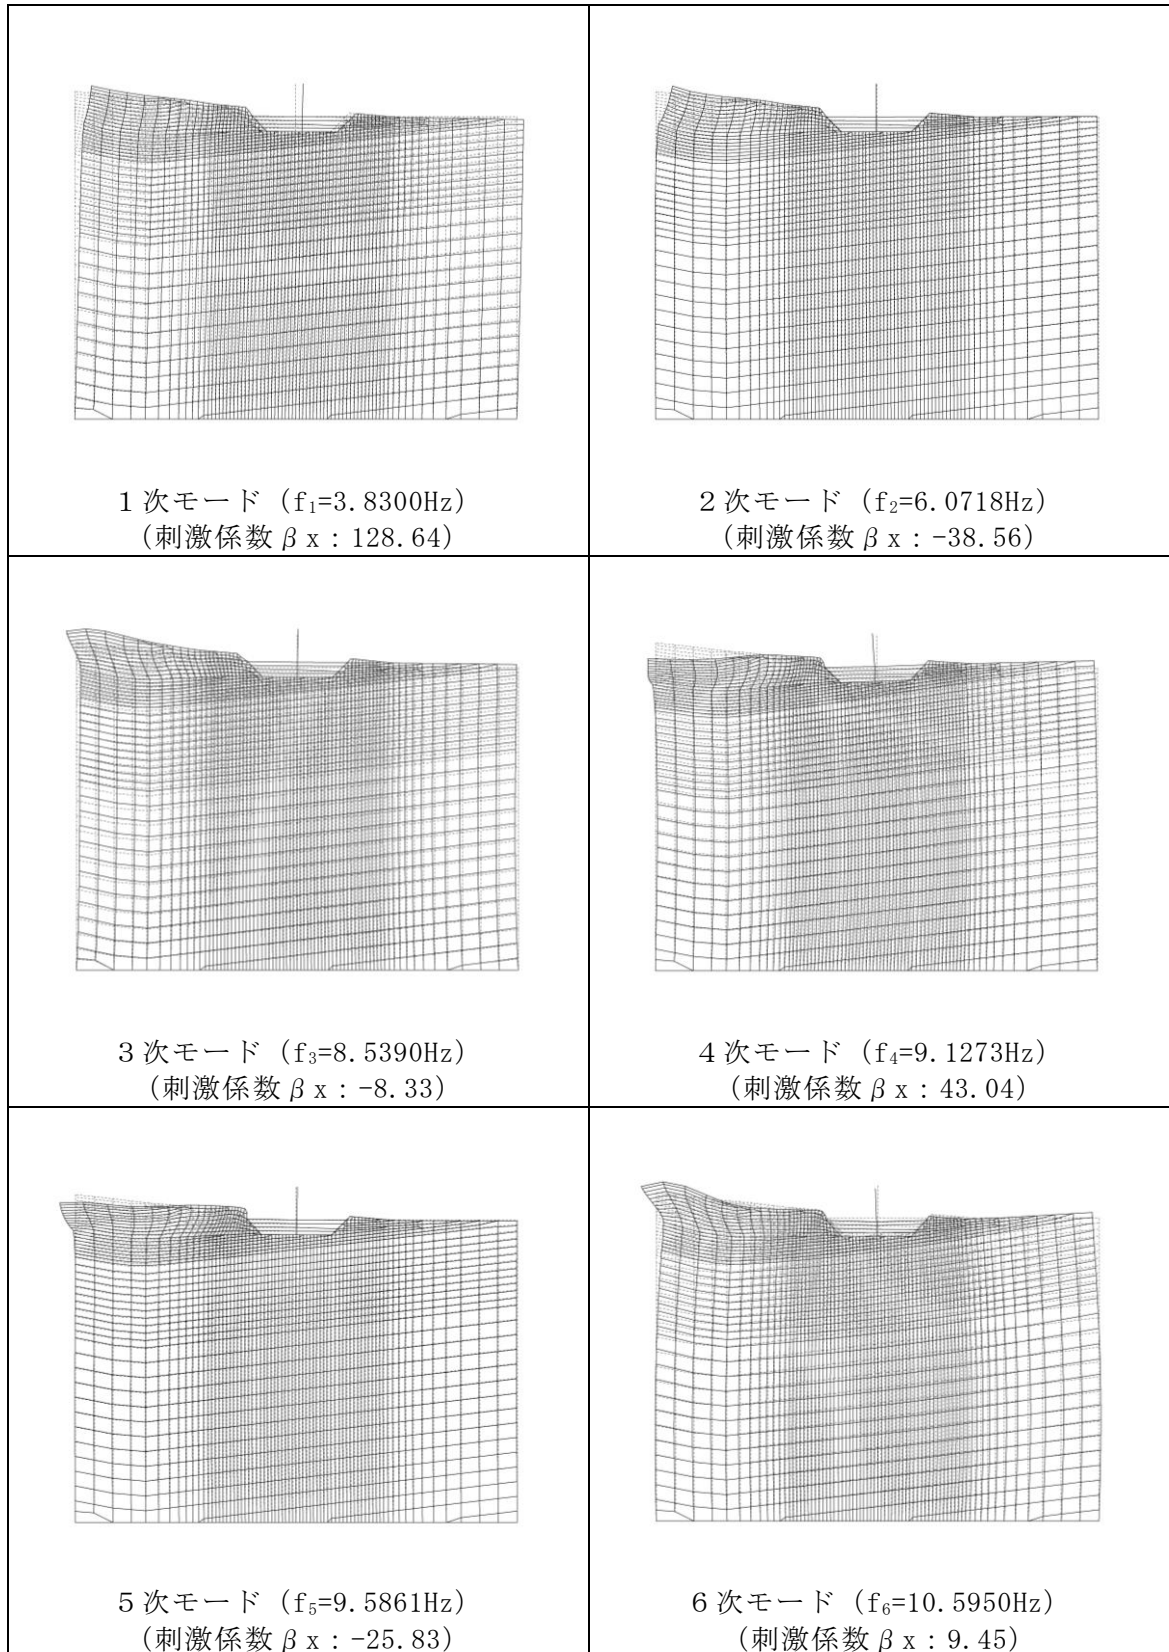 1次モード (f₁=3.8300Hz)
(刺激係数βx:128.64)
2次モード (f₂=6.0718Hz)
(刺激係数βx:-38.56)
3次モード (f₃=8.5390Hz)
(刺激係数βx:-8.33)
4次モード (f₄=9.1273Hz)
(刺激係数βx:43.04)
5次モード (f₅=9.5861Hz)
(刺激係数βx:-25.83)
6次モード (f₆=10.5950Hz)
(刺激係数βx:9.45)